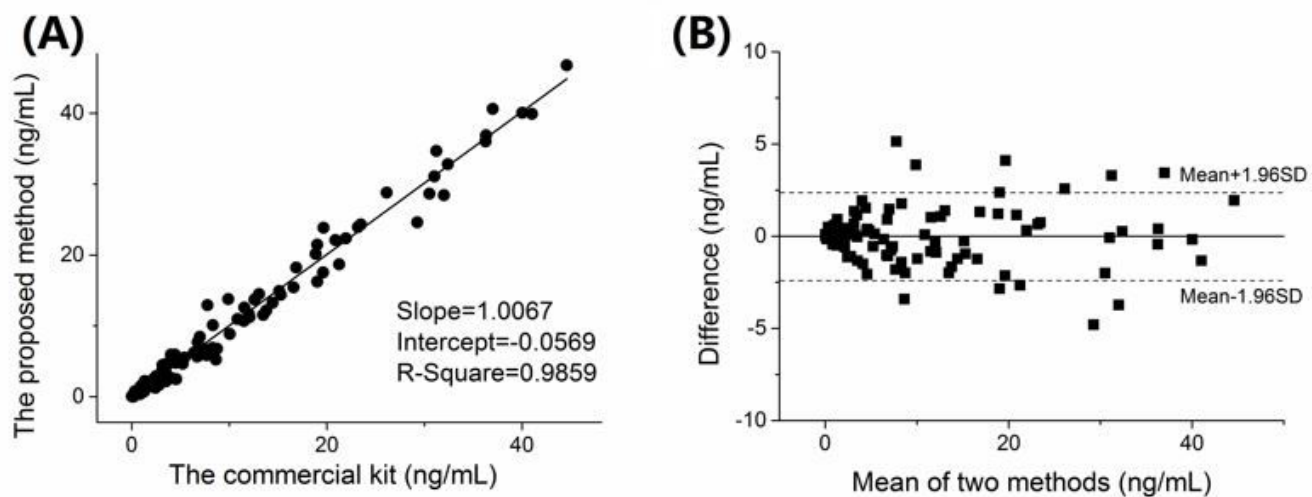 (A)
The proposed method (ng/mL)
40
20
0
Slope=1.0067
Intercept=-0.0569
R-Square=0.9859
0
20
40
The commercial kit (ng/mL)
(B)
Difference (ng/mL)
10
5
0
-5
-10
Mean+1.96SD
Mean-1.96SD
0
20
40
Mean of two methods (ng/mL)